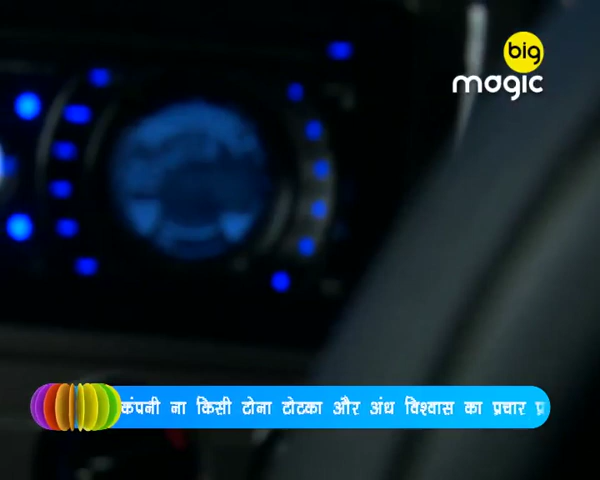 big
magic
कंपनी ना किसी टोना टोटका और अंध विश्वास का प्रचार